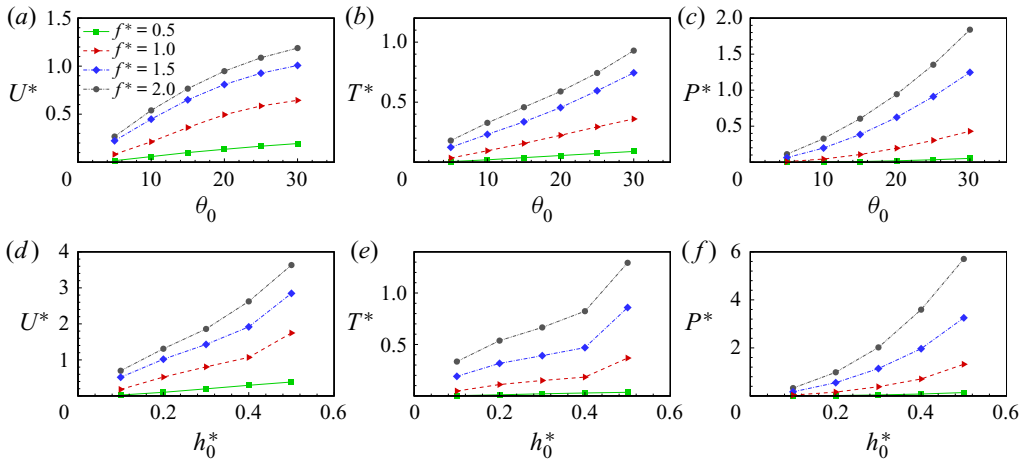 (a)
1.5
1.0
0.5
0
U*
f* = 0.5
f* = 1.0
f* = 1.5
f* = 2.0
10
20
30
θ₀
(b)
1.0
0.5
0
T*
10
20
30
θ₀
(c)
2.0
1.5
1.0
0.5
0
P*
10
20
30
θ₀
(d)
4
3
2
1
0
U*
0.2
0.4
0.6
h₀*
(e)
1.0
0.5
0
T*
0.2
0.4
0.6
h₀*
(f)
6
4
2
0
P*
0.2
0.4
0.6
h₀*